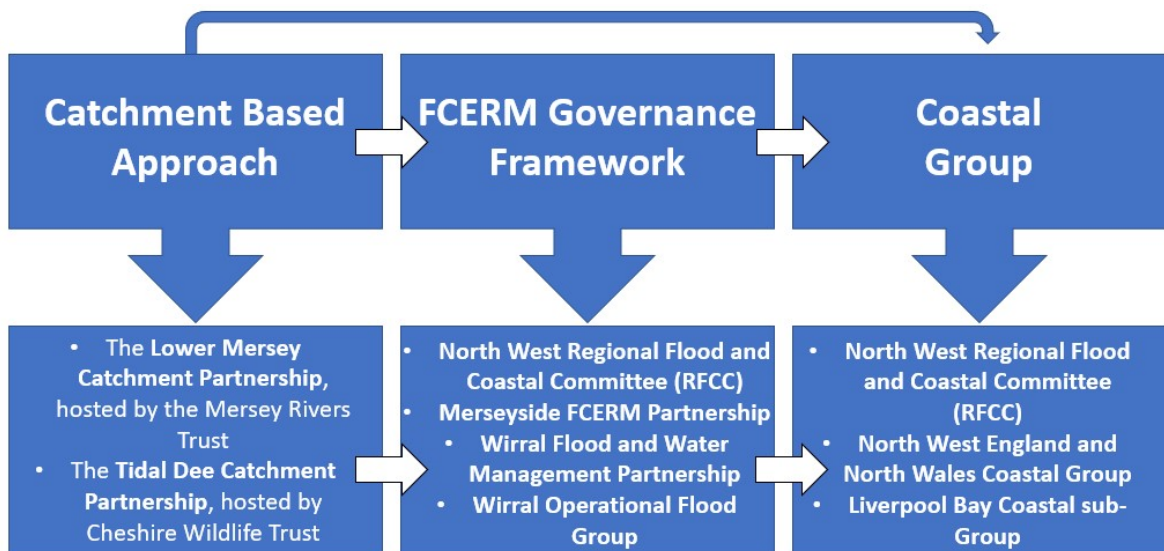 Catchment Based
Approach
FCERM Governance
Framework
Coastal
Group
• The Lower Mersey
Catchment Partnership,
hosted by the Mersey Rivers
Trust
• The Tidal Dee Catchment
Partnership, hosted by
Cheshire Wildlife Trust
• North West Regional Flood and
Coastal Committee (RFCC)
• Merseyside FCERM Partnership
• Wirral Flood and Water
Management Partnership
• Wirral Operational Flood
Group
• North West Regional Flood
and Coastal Committee
(RFCC)
• North West England and
North Wales Coastal Group
• Liverpool Bay Coastal sub-
Group